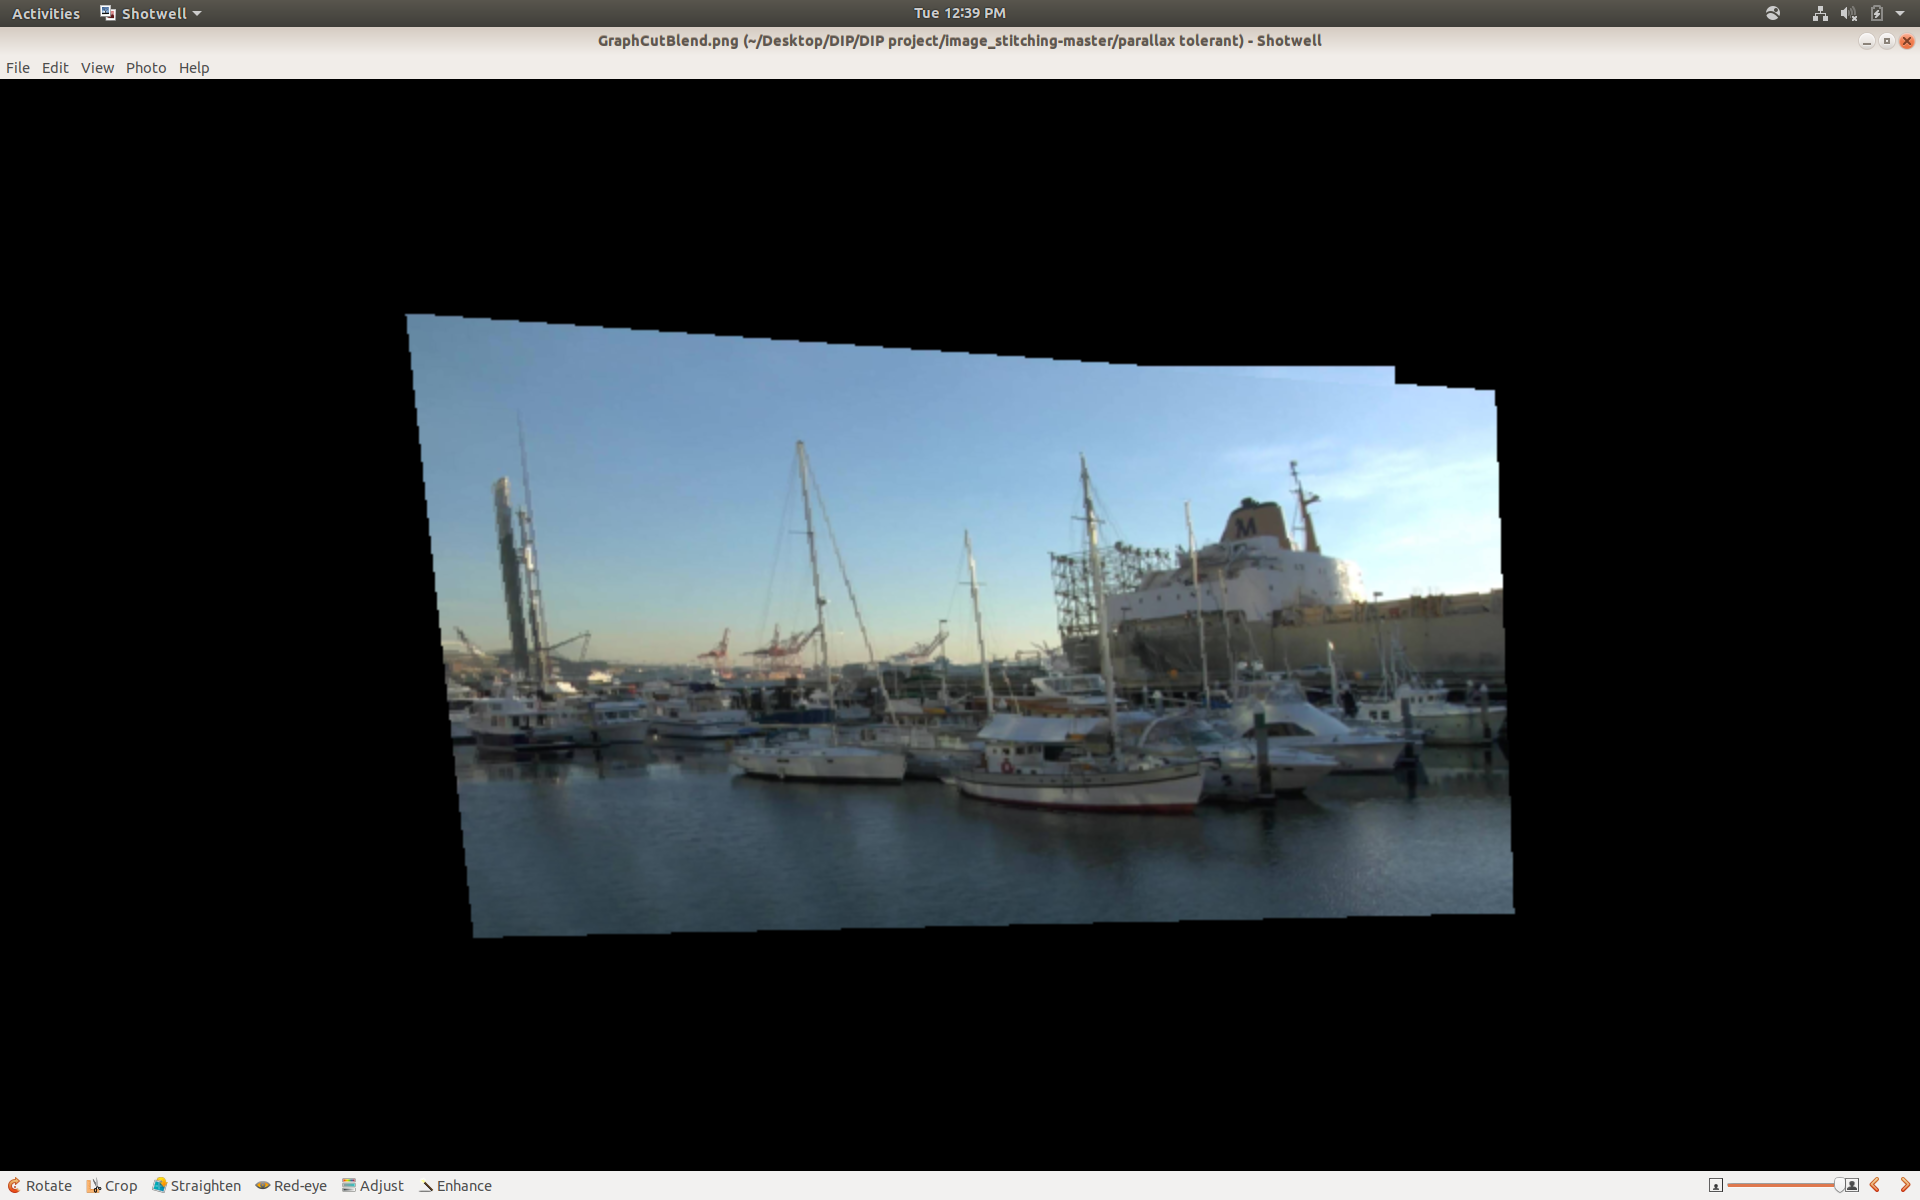 Activities Shotwell Tue 12:39 PM
GraphCutBlend.png (~/Desktop/DIP/DIP project/image_stitching-master/parallax tolerant) - Shotwell
File Edit View Photo Help
M
Rotate Crop Straighten Red-eye Adjust Enhance